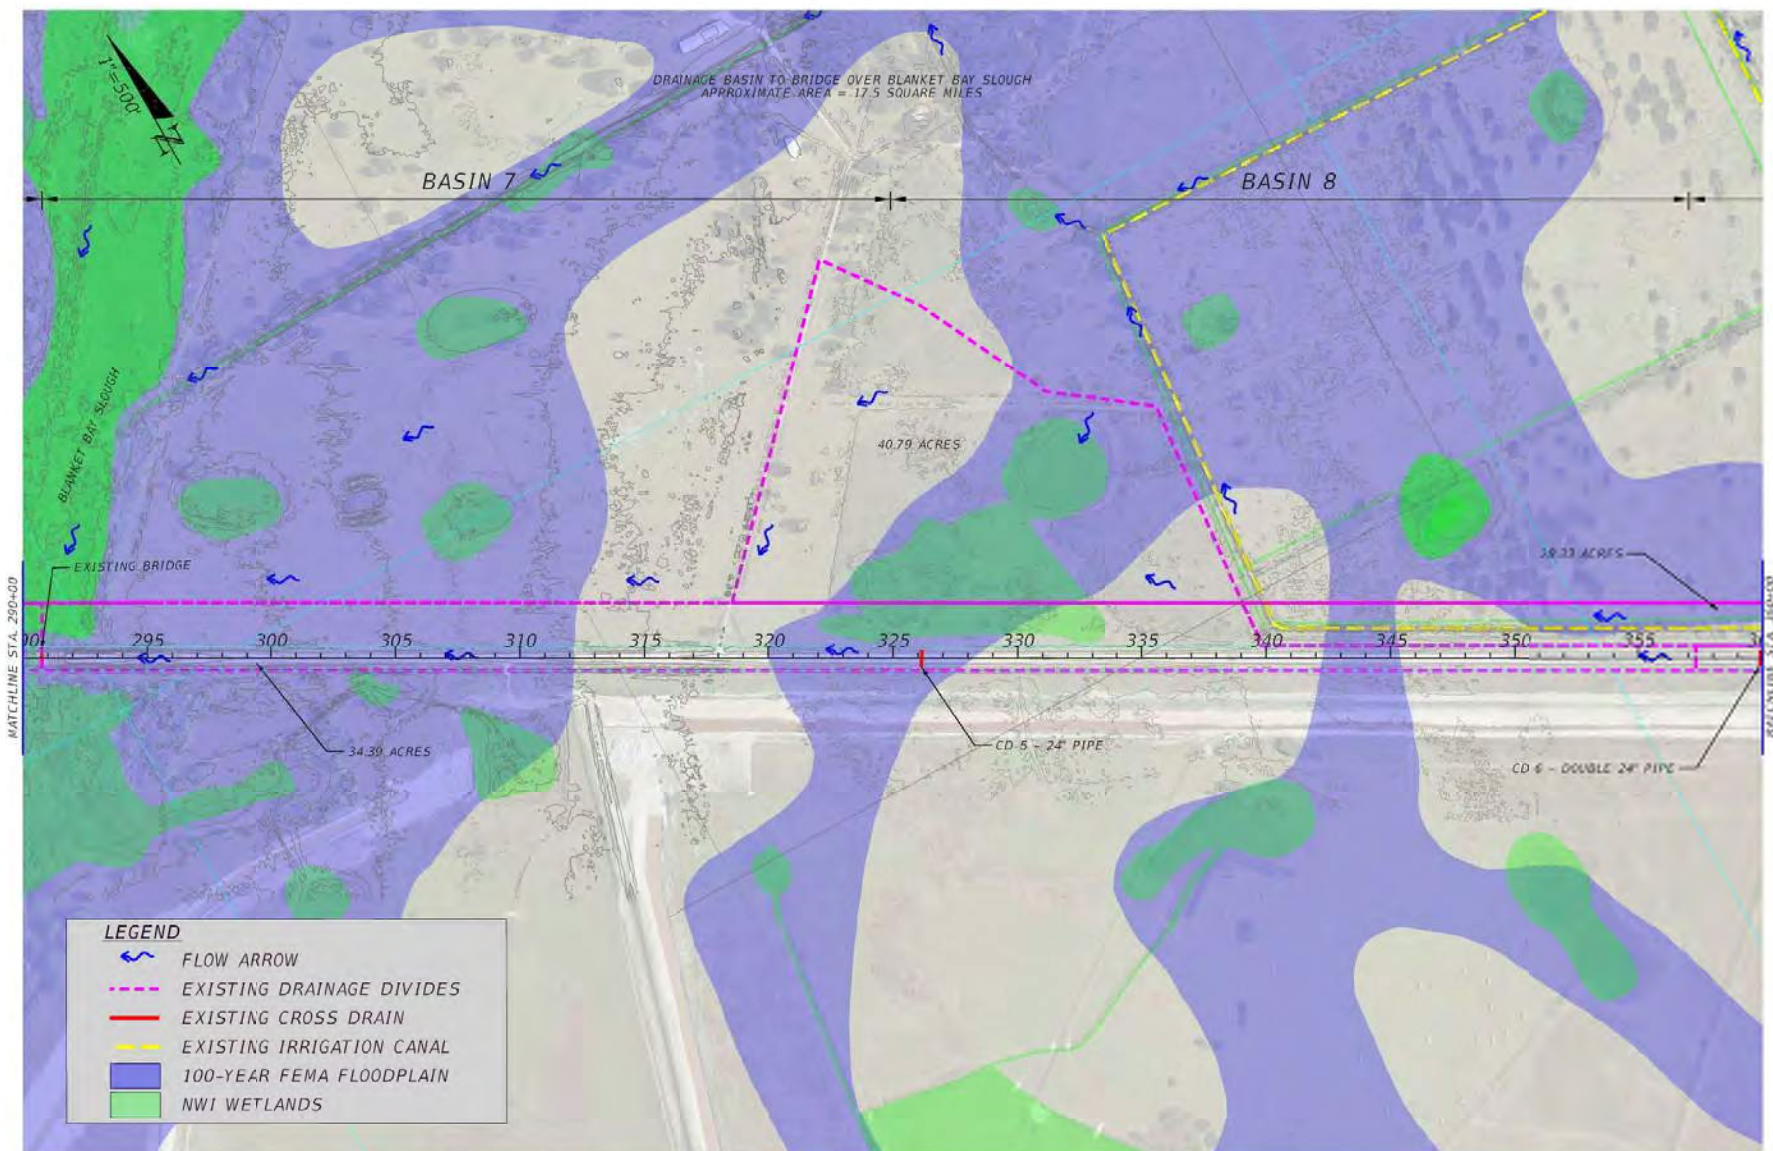 1"=500'
N
DRAINAGE BASIN TO BRIDGE OVER BLANKET BAY SLOUGH
APPROXIMATE AREA = 17.5 SQUARE MILES
BASIN 7
BASIN 8
BLANKET BAY SLOUGH
40.79 ACRES
EXISTING BRIDGE
29.33 ACRES
MATCHLINE STA. 290+00
295
300
305
310
315
320
325
330
335
340
345
350
355
34.39 ACRES
CD-5 - 24" PIPE
CD-6 - DOUBLE 24" PIPE
LEGEND
FLOW ARROW
EXISTING DRAINAGE DIVIDES
EXISTING CROSS DRAIN
EXISTING IRRIGATION CANAL
100-YEAR FEMA FLOODPLAIN
NWI WETLANDS